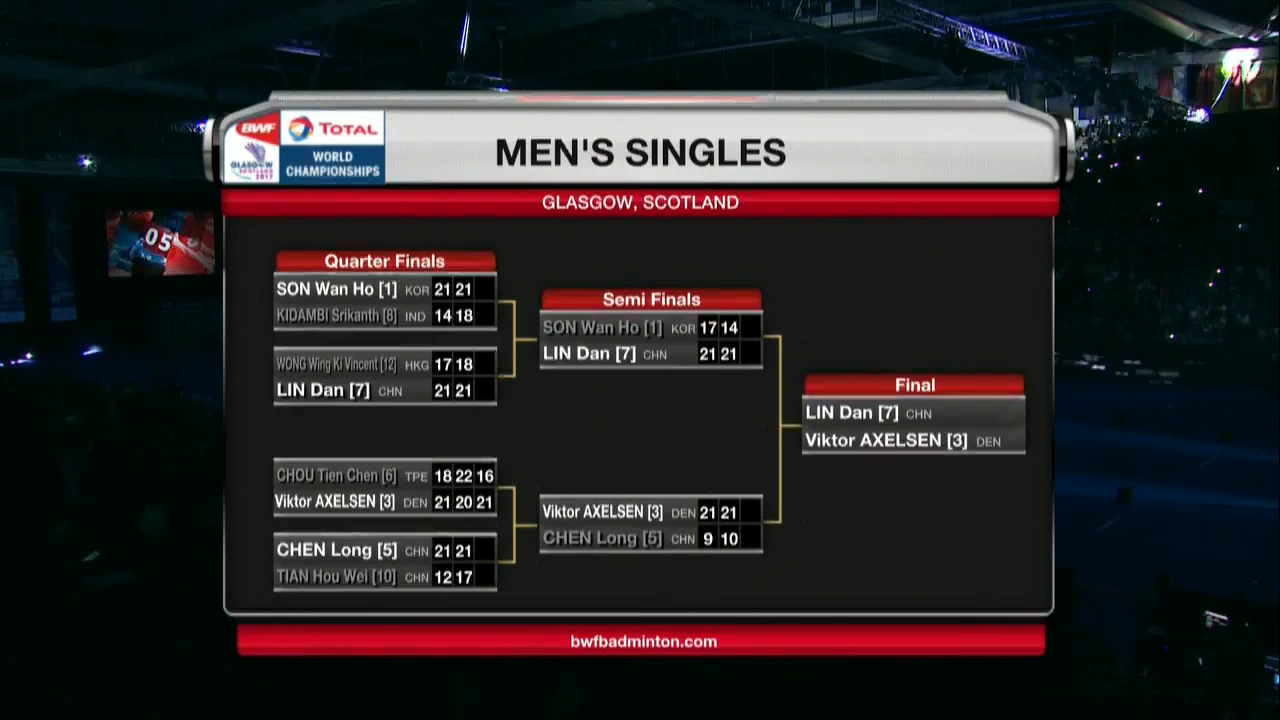 BWF
TOTAL
GLASGOW
SCOTLAND
2017
WORLD
CHAMPIONSHIPS
MEN'S SINGLES
GLASGOW, SCOTLAND
05
Quarter Finals
SON Wan Ho [1] KOR 21 21
KIDAMBI Srikanth [8] IND 14 18
WONG Wing Ki Vincent [12] HKG 17 18
LIN Dan [7] CHN 21 21
CHOU Tien Chen [6] TPE 18 22 16
Viktor AXELSEN [3] DEN 21 20 21
CHEN Long [5] CHN 21 21
TIAN Hou Wei [10] CHN 12 17
Semi Finals
SON Wan Ho [1] KOR 17 14
LIN Dan [7] CHN 21 21
Viktor AXELSEN [3] DEN 21 21
CHEN Long [5] CHN 9 10
Final
LIN Dan [7] CHN
Viktor AXELSEN [3] DEN
bwfbadminton.com